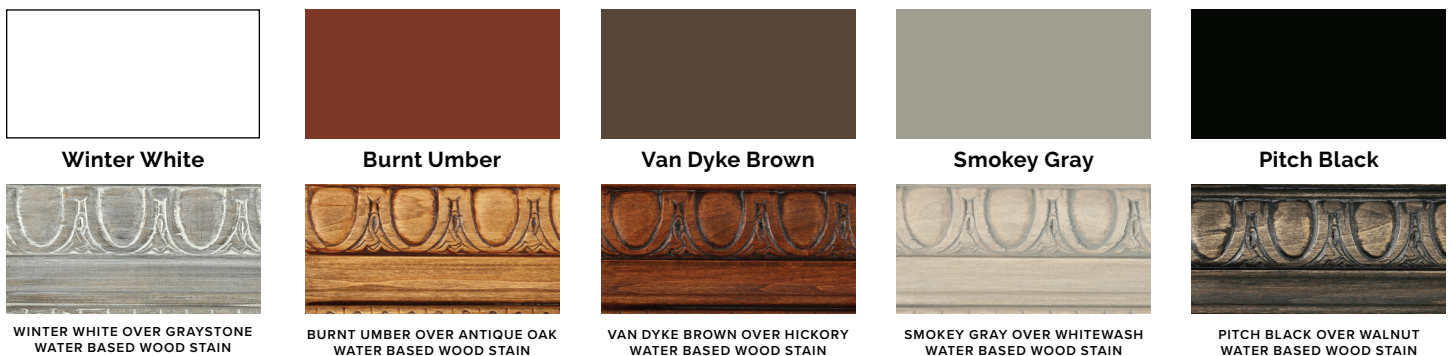 Winter White
Burnt Umber
Van Dyke Brown
Smokey Gray
Pitch Black
WINTER WHITE OVER GRAYSTONE
WATER BASED WOOD STAIN
BURNT UMBER OVER ANTIQUE OAK
WATER BASED WOOD STAIN
VAN DYKE BROWN OVER HICKORY
WATER BASED WOOD STAIN
SMOKEY GRAY OVER WHITEWASH
WATER BASED WOOD STAIN
PITCH BLACK OVER WALNUT
WATER BASED WOOD STAIN